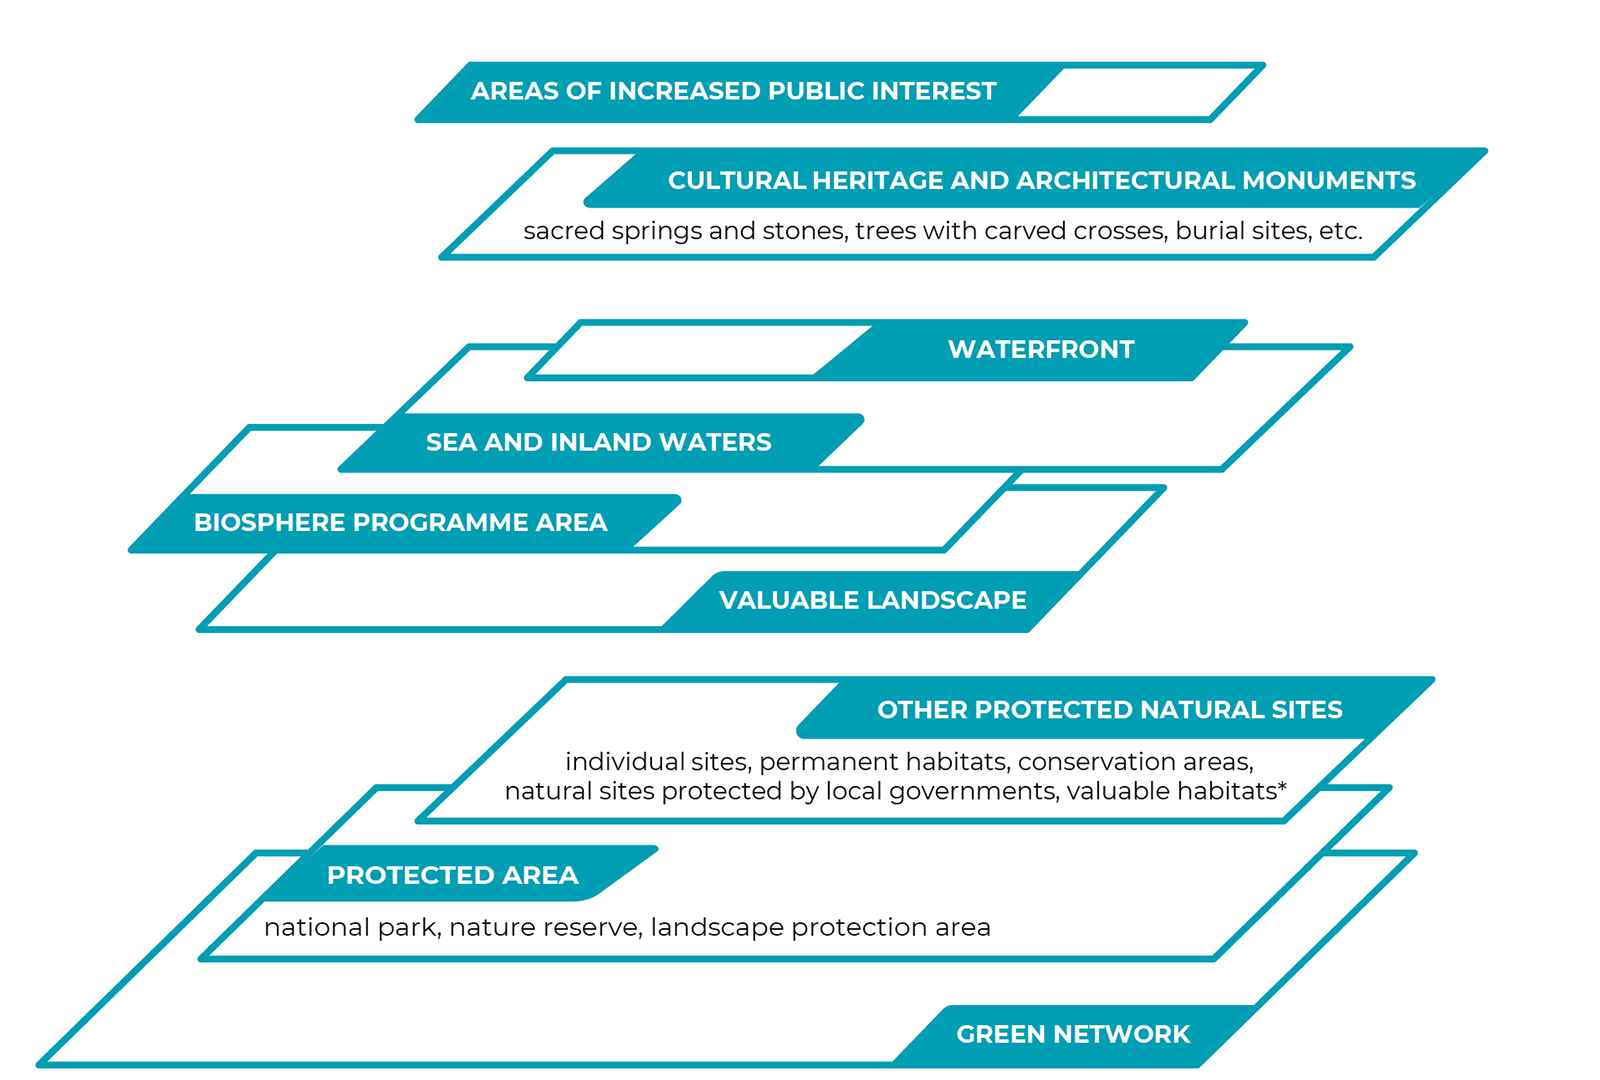 AREAS OF INCREASED PUBLIC INTEREST
CULTURAL HERITAGE AND ARCHITECTURAL MONUMENTS
sacred springs and stones, trees with carved crosses, burial sites, etc.
WATERFRONT
SEA AND INLAND WATERS
BIOSPHERE PROGRAMME AREA
VALUABLE LANDSCAPE
OTHER PROTECTED NATURAL SITES
individual sites, permanent habitats, conservation areas,
natural sites protected by local governments, valuable habitats*
PROTECTED AREA
national park, nature reserve, landscape protection area
GREEN NETWORK